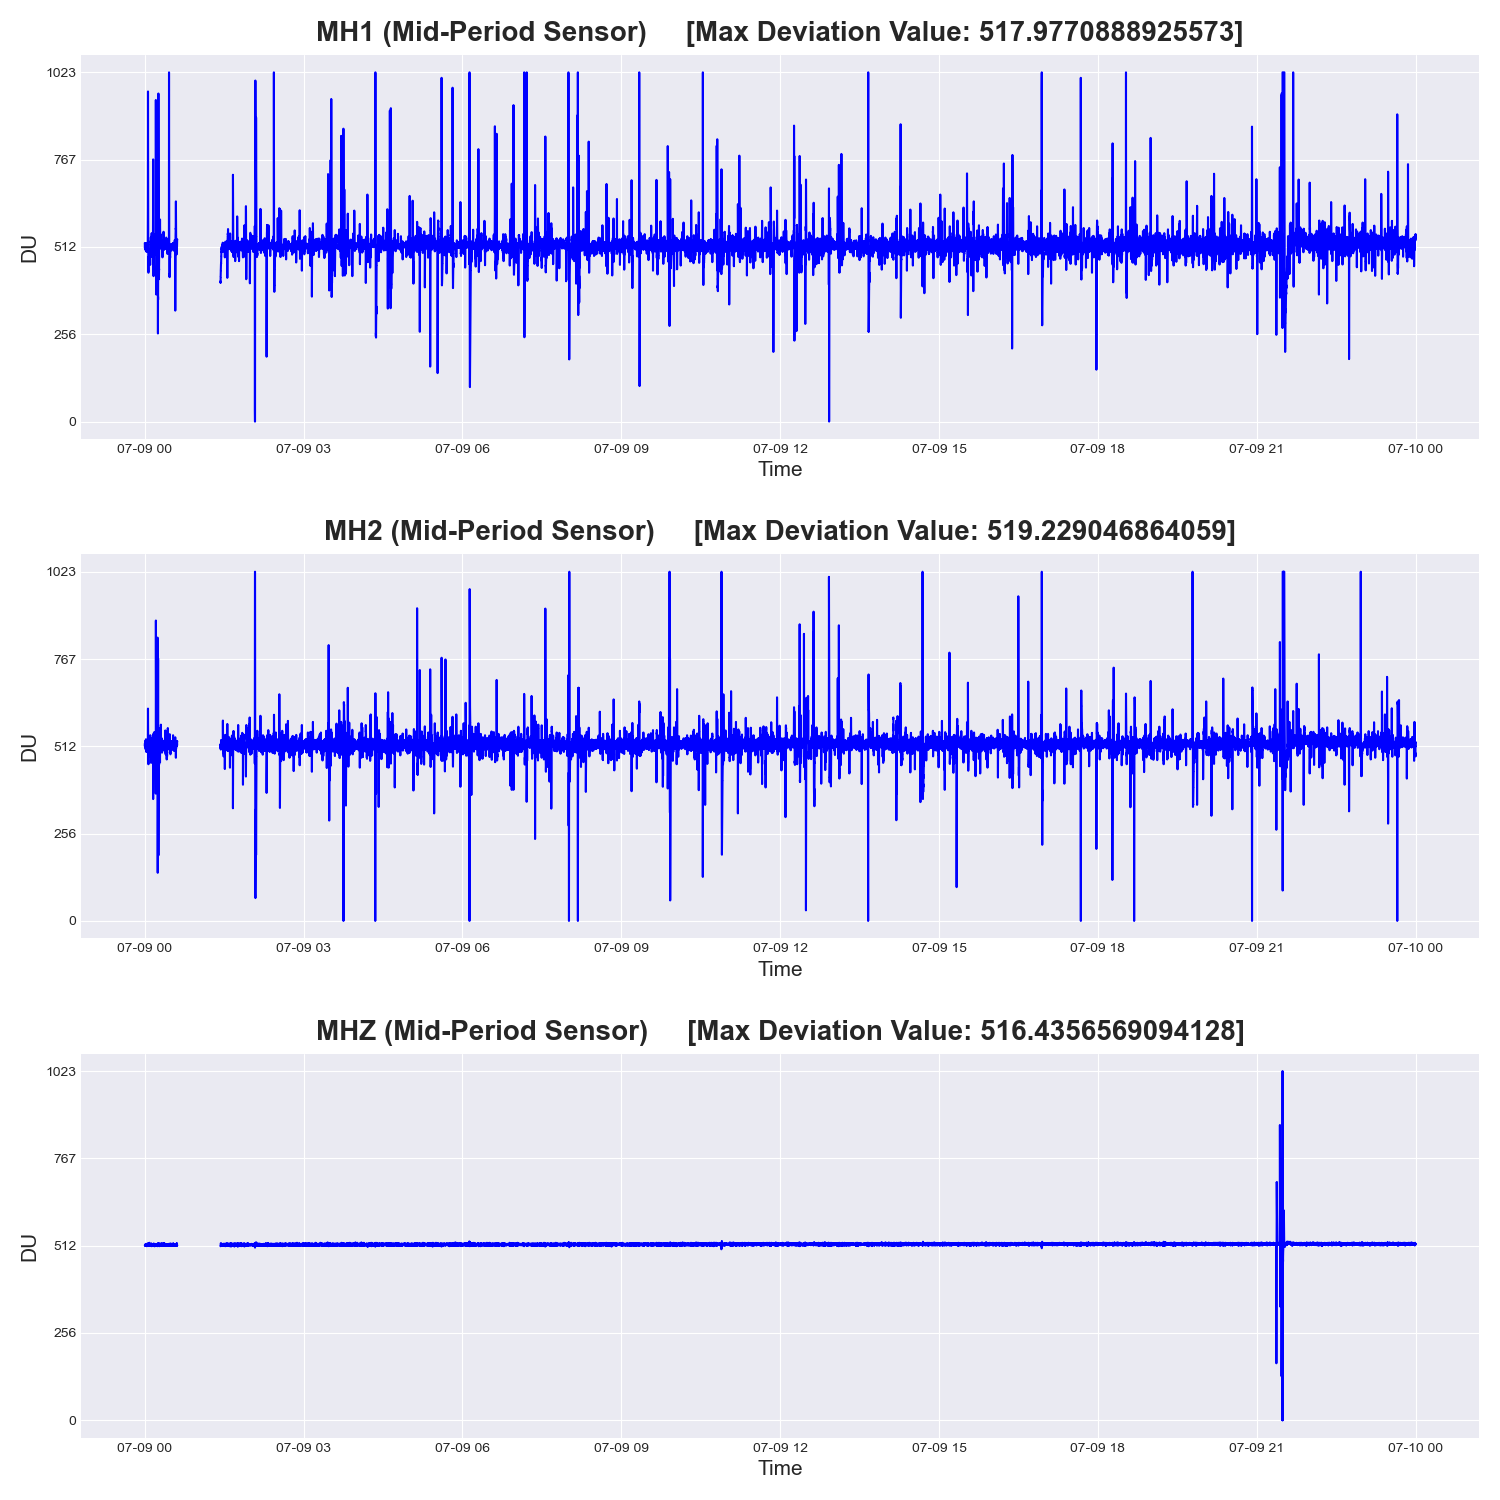 MH1 (Mid-Period Sensor) [Max Deviation Value: 517.9770888925573]
1023
767
512
256
0
DU
07-09 00 07-09 03 07-09 06 07-09 09 07-09 12 07-09 15 07-09 18 07-09 21 07-10 00
Time
MH2 (Mid-Period Sensor) [Max Deviation Value: 519.229046864059]
1023
767
512
256
0
DU
07-09 00 07-09 03 07-09 06 07-09 09 07-09 12 07-09 15 07-09 18 07-09 21 07-10 00
Time
MHZ (Mid-Period Sensor) [Max Deviation Value: 516.4356569094128]
1023
767
512
256
0
DU
07-09 00 07-09 03 07-09 06 07-09 09 07-09 12 07-09 15 07-09 18 07-09 21 07-10 00
Time